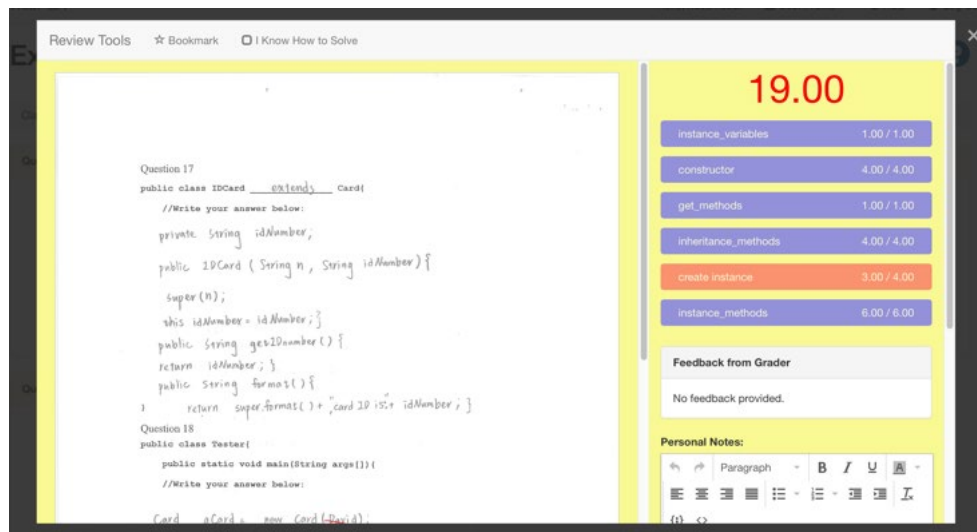 Review Tools
☆ Bookmark
I Know How to Solve
Question 17
public class IDCard extends Card{
//Write your answer below:
private String idNumber;
public IDCard ( String n , String idNumber) {
super(n);
this idNumber = idNumber; }
public String getIDnumber() {
return idNumber; }
public String format() {
} return super.format( ) + "card ID is:"+ idNumber ; }
Question 18
public class Tester{
public static void main(String args[]){
//Write your answer below:
Card aCard = new Card(David);
19.00
instance_variables 1.00 / 1.00
constructor 4.00 / 4.00
get_methods 1.00 / 1.00
inheritance_methods 4.00 / 4.00
create instance 3.00 / 4.00
instance_methods 6.00 / 6.00
Feedback from Grader
No feedback provided.
Personal Notes:
Paragraph B I U A